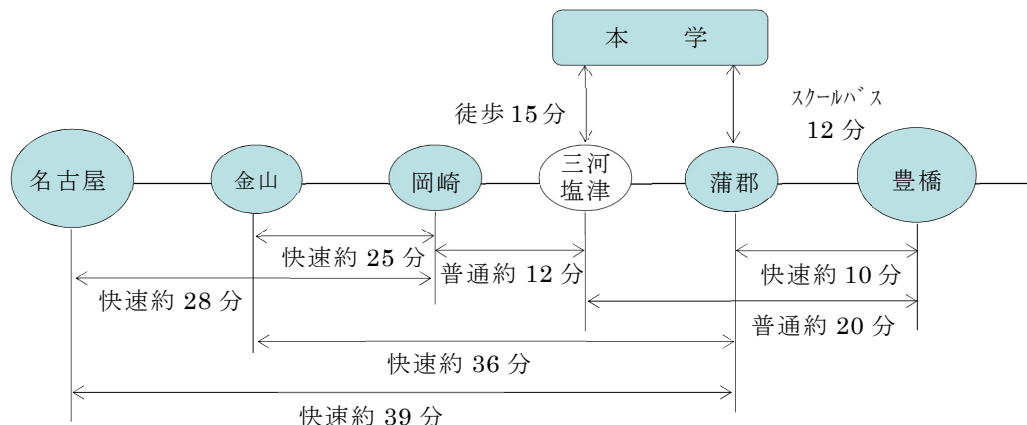 本 学
徒歩 15 分
スクールバス
12 分
名古屋
金山
岡崎
三河
塩津
蒲郡
豊橋
快速約 25 分
普通約 12 分
快速約 10 分
快速約 28 分
普通約 20 分
快速約 36 分
快速約 39 分